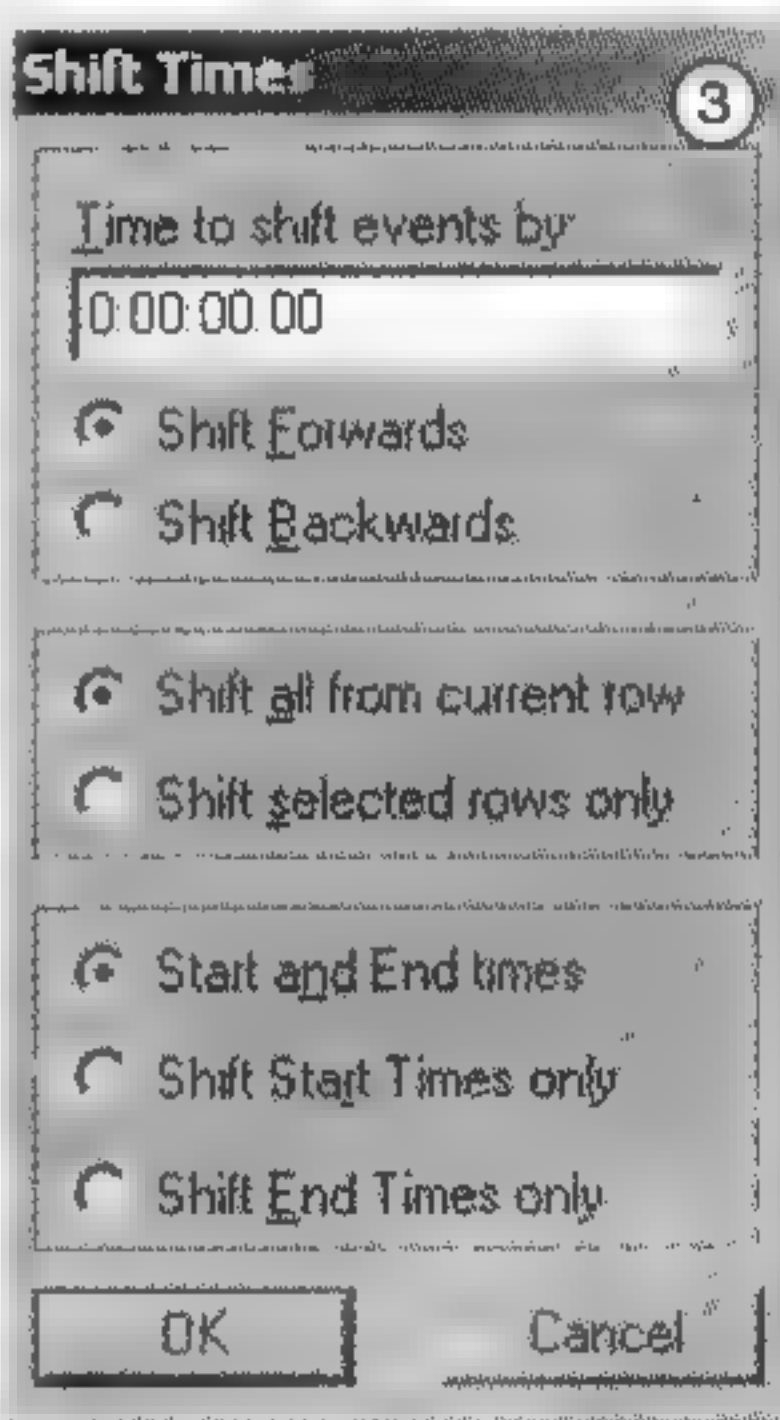 Shift Times
3
Time to shift events by
0:00:00.00
Shift Forwards
Shift Backwards
Shift all from current row
Shift selected rows only
Start and End times
Shift Start Times only
Shift End Times only
OK
Cancel